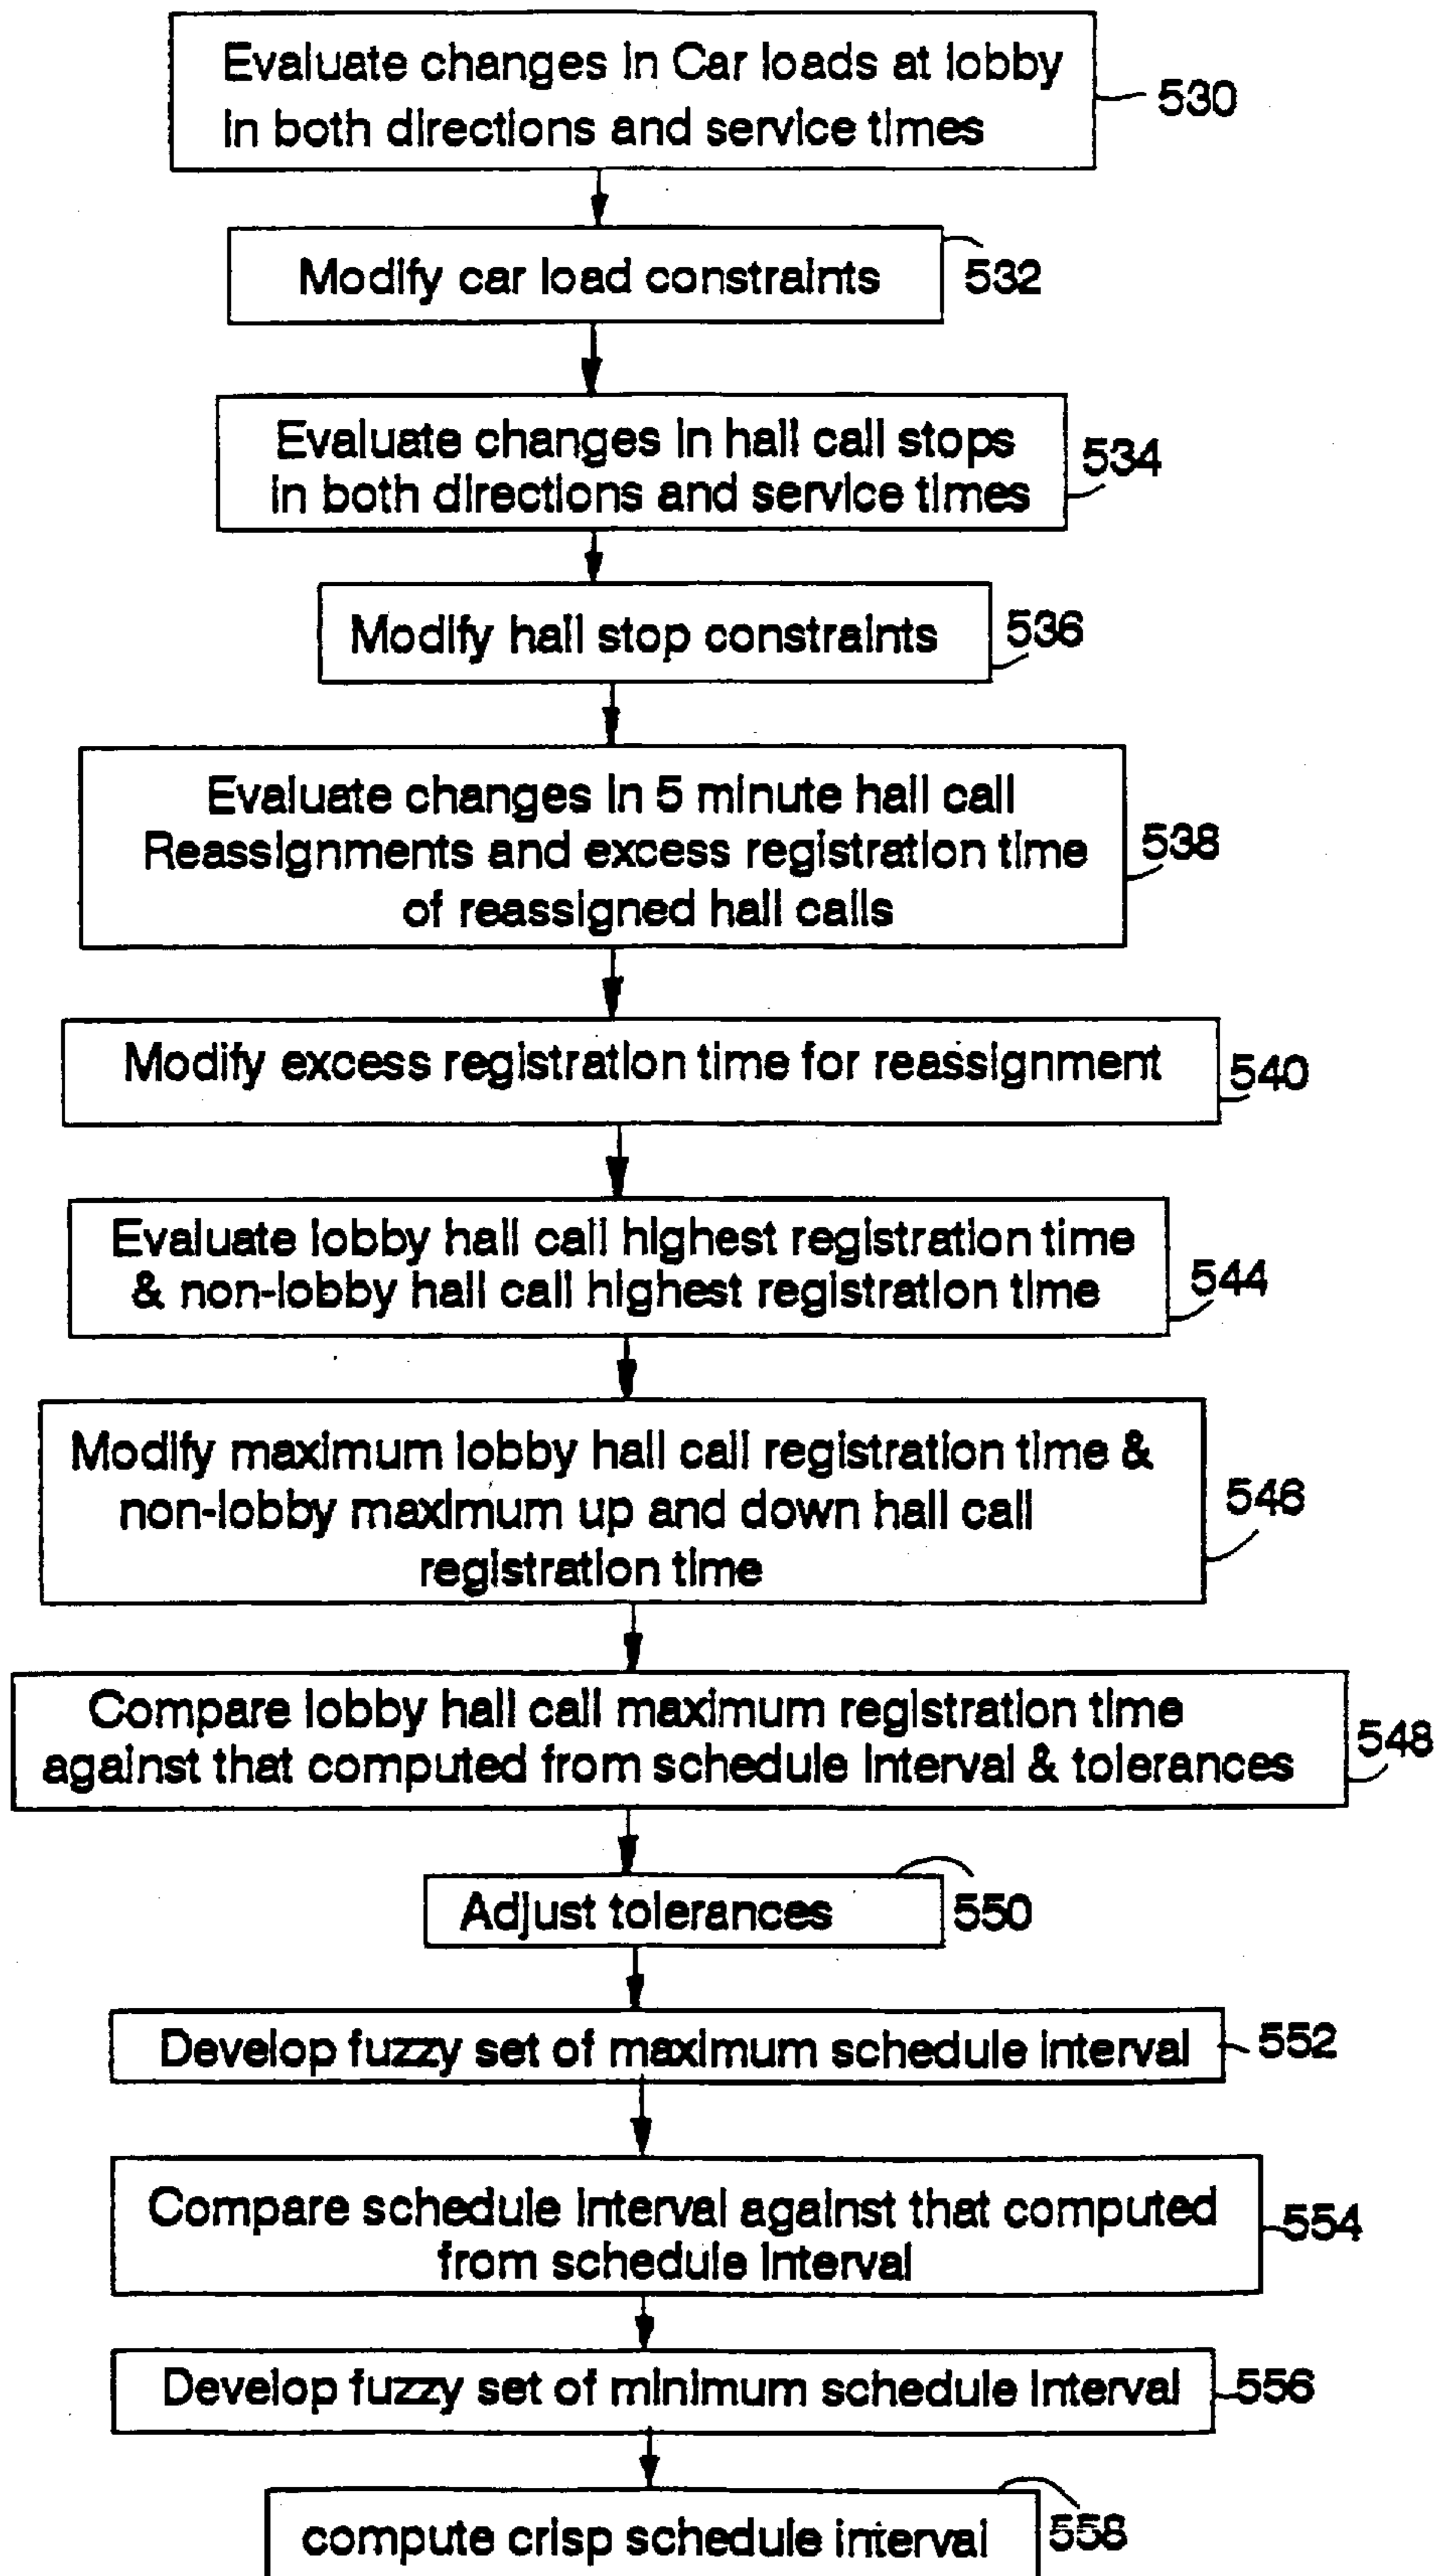 Evaluate changes in Car loads at lobby
in both directions and service times
530
Modify car load constraints
532
Evaluate changes in hall call stops
in both directions and service times
534
Modify hall stop constraints
536
Evaluate changes in 5 minute hall call
Reassignments and excess registration time
of reassigned hall calls
538
Modify excess registration time for reassignment
540
Evaluate lobby hall call highest registration time
& non-lobby hall call highest registration time
544
Modify maximum lobby hall call registration time &
non-lobby maximum up and down hall call
registration time
546
Compare lobby hall call maximum registration time
against that computed from schedule interval & tolerances
548
Adjust tolerances
550
Develop fuzzy set of maximum schedule interval
552
Compare schedule interval against that computed
from schedule interval
554
Develop fuzzy set of minimum schedule interval
556
compute crisp schedule interval
558